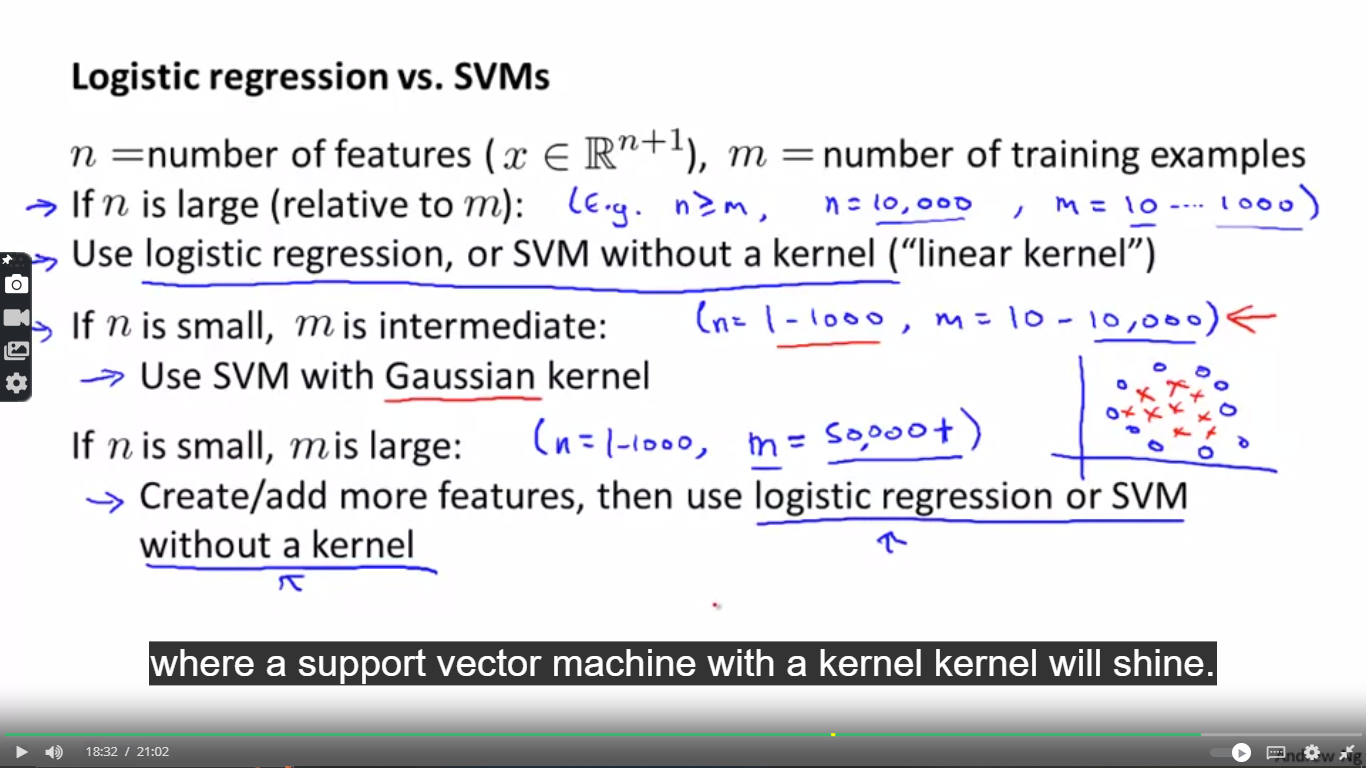 Logistic regression vs. SVMs
n =number of features (x ∈ ℝⁿ⁺¹), m = number of training examples
→ If n is large (relative to m): (E.g. n ≥ m, n = 10,000 , m = 10 .... 1000)
→ Use logistic regression, or SVM without a kernel (“linear kernel”)
→ If n is small, m is intermediate: (n = 1 - 1000 , m = 10 - 10,000) ←
→ Use SVM with Gaussian kernel
If n is small, m is large: (n = 1 - 1000, m = 50,000+)
→ Create/add more features, then use logistic regression or SVM
without a kernel
where a support vector machine with a kernel kernel will shine.
18:32 / 21:02
Andrew Ng